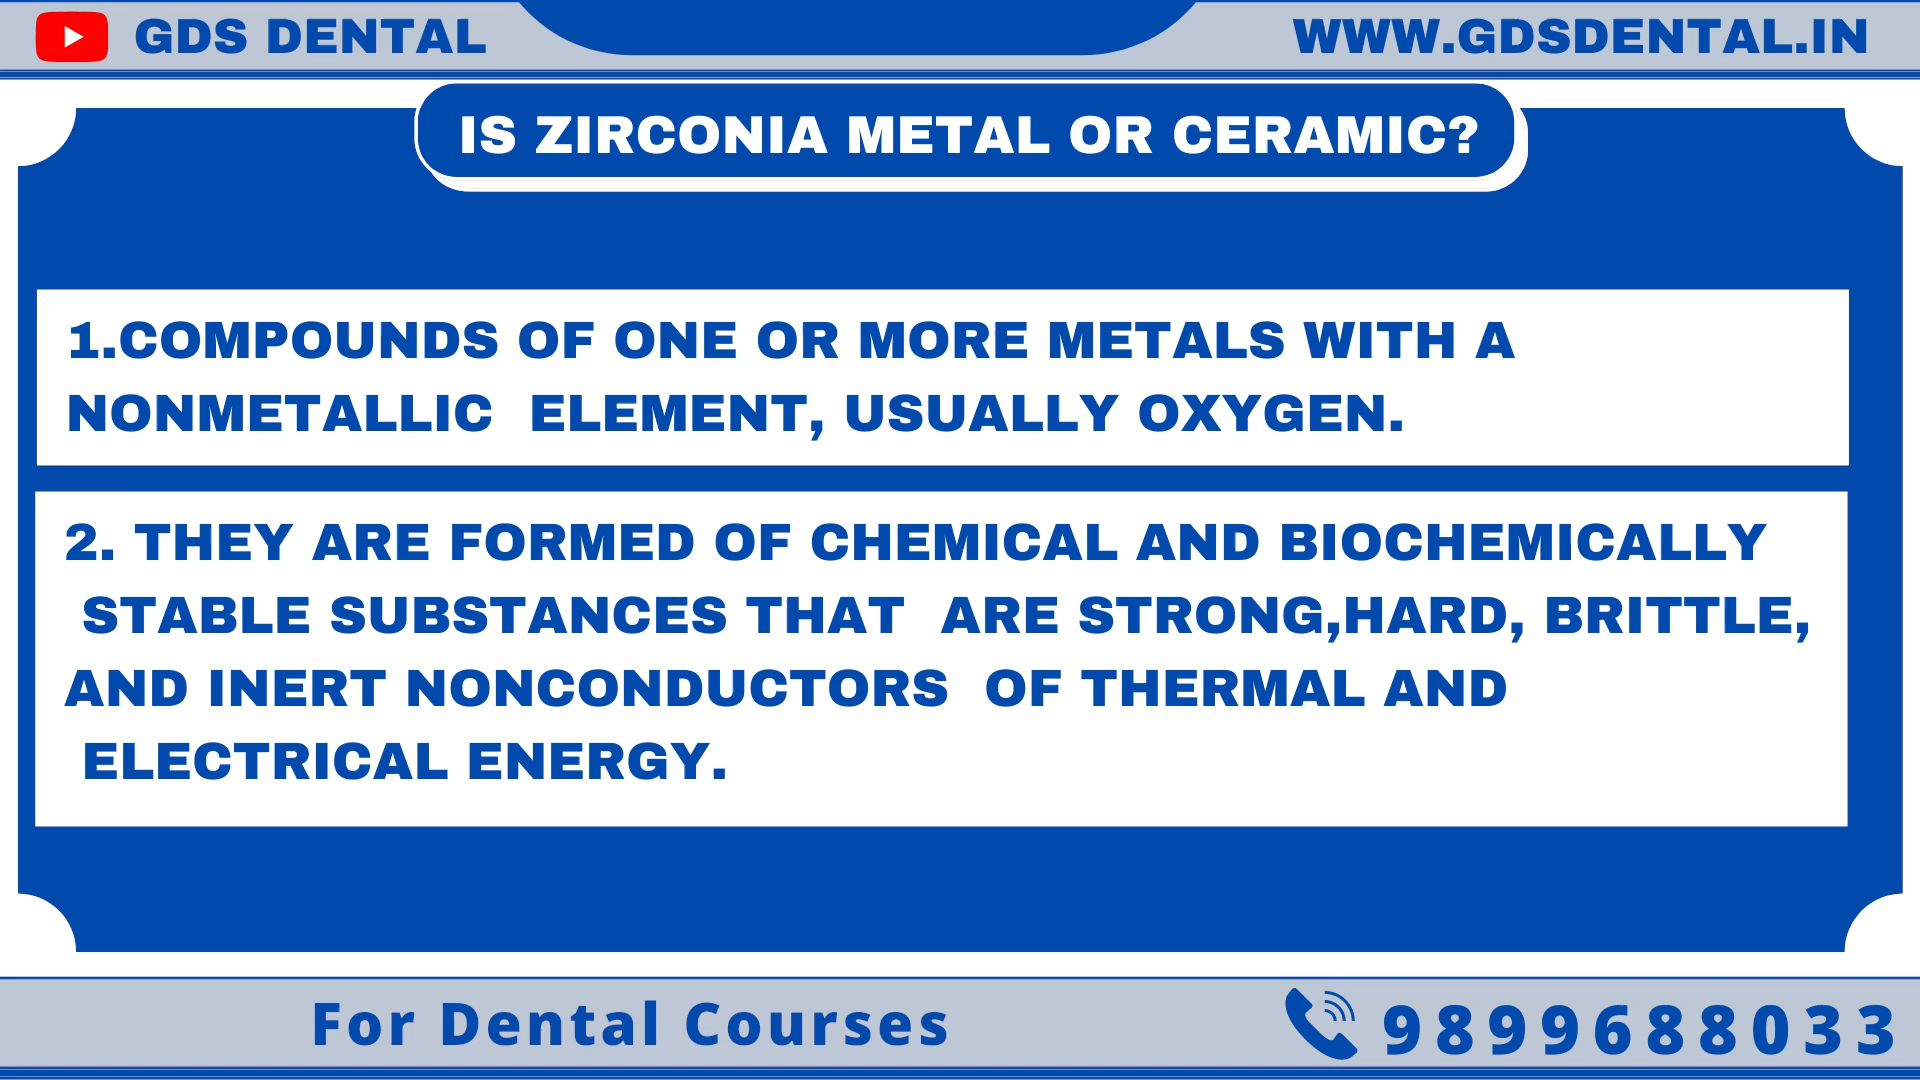 GDS DENTAL
WWW.GDSDENTAL.IN
IS ZIRCONIA METAL OR CERAMIC?
1.COMPOUNDS OF ONE OR MORE METALS WITH A
NONMETALLIC  ELEMENT, USUALLY OXYGEN.
2. THEY ARE FORMED OF CHEMICAL AND BIOCHEMICALLY
STABLE SUBSTANCES THAT  ARE STRONG,HARD, BRITTLE,
AND INERT NONCONDUCTORS  OF THERMAL AND
ELECTRICAL ENERGY.
For Dental Courses
9899688033